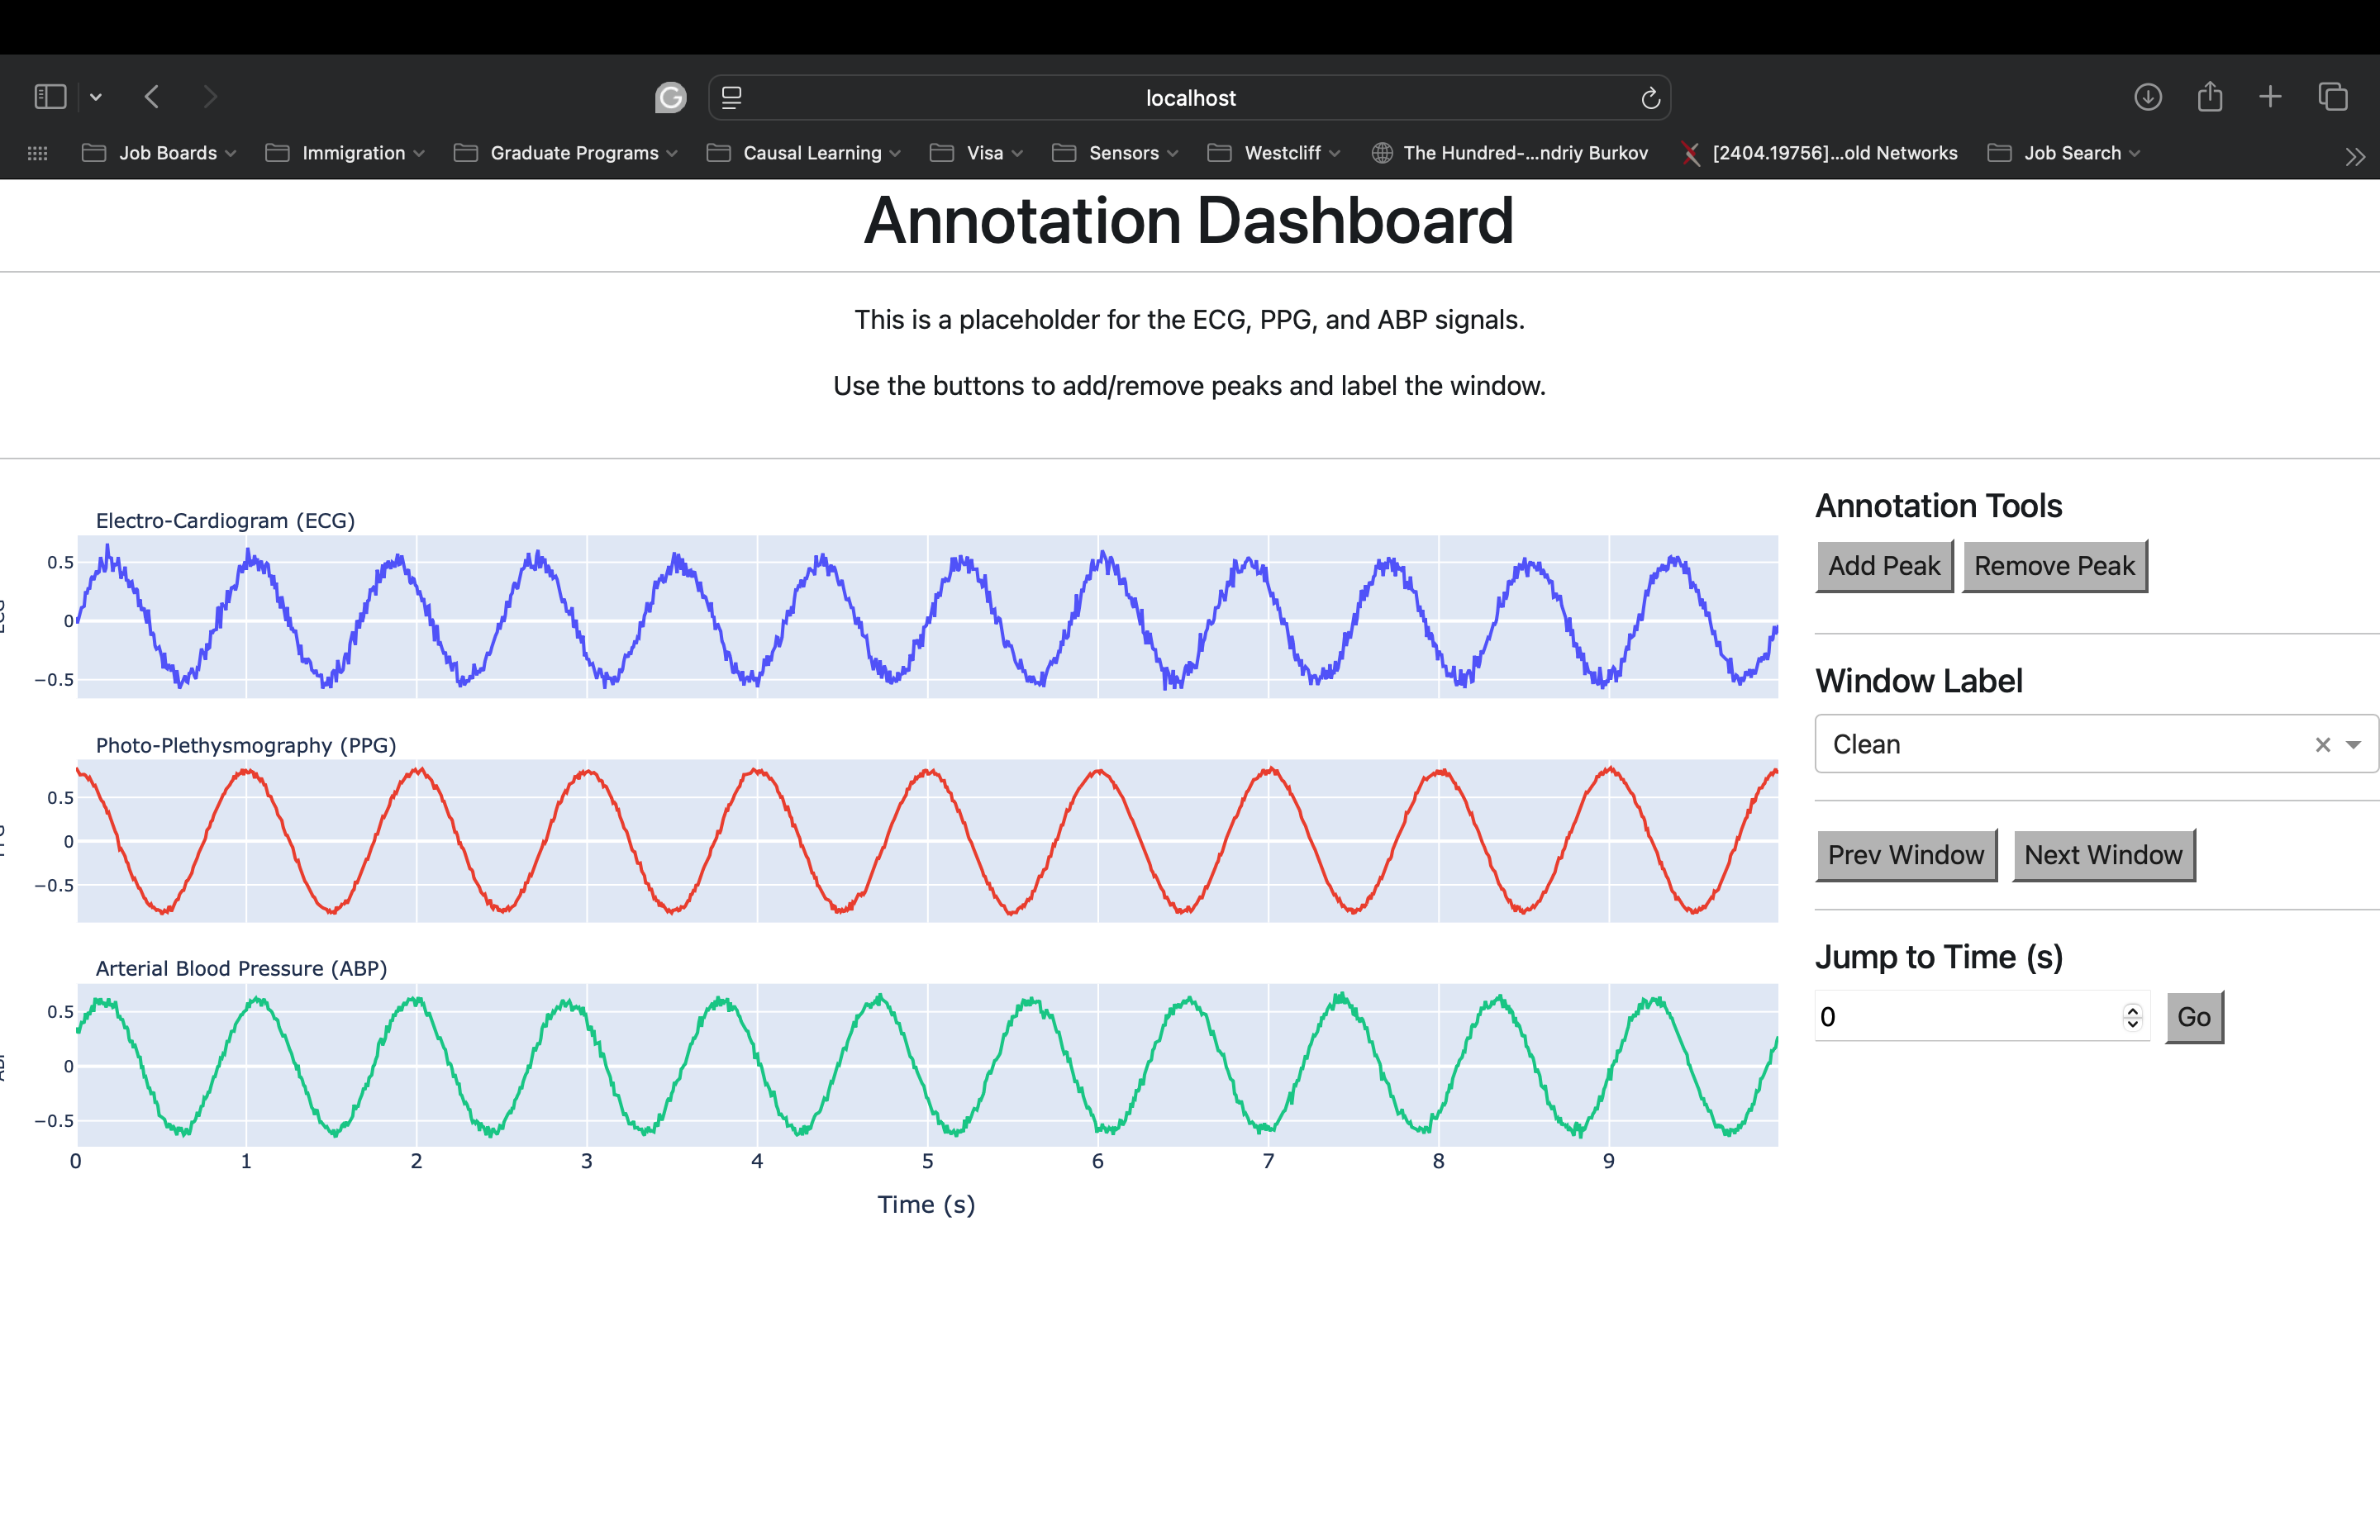 localhost
Job Boards Immigration Graduate Programs Causal Learning Visa Sensors Westcliff The Hundred-...ndriy Burkov [2404.19756]...old Networks Job Search
Annotation Dashboard
This is a placeholder for the ECG, PPG, and ABP signals.
Use the buttons to add/remove peaks and label the window.
Electro-Cardiogram (ECG)
0.5
0
−0.5
Photo-Plethysmography (PPG)
0.5
0
−0.5
Arterial Blood Pressure (ABP)
0.5
0
−0.5
0 1 2 3 4 5 6 7 8 9
Time (s)
Annotation Tools
Add Peak Remove Peak
Window Label
Clean
Prev Window Next Window
Jump to Time (s)
0 Go